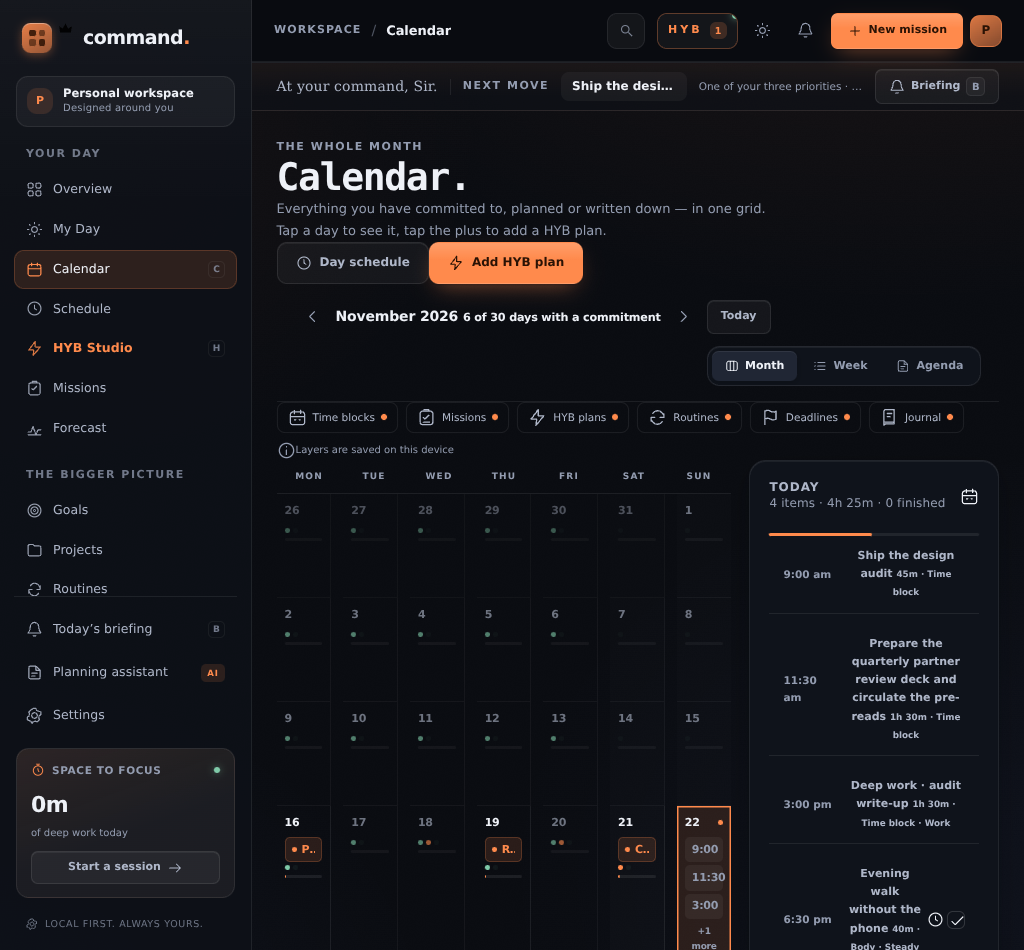 command.
Personal workspace
Designed around you
YOUR DAY
Overview
My Day
Calendar C
Schedule
HYB Studio H
Missions
Forecast
THE BIGGER PICTURE
Goals
Projects
Routines
Today’s briefing B
Planning assistant AI
Settings
SPACE TO FOCUS
0m
of deep work today
Start a session
LOCAL FIRST. ALWAYS YOURS.
WORKSPACE / Calendar
HYB 1
New mission
P
At your command, Sir.
NEXT MOVE
Ship the desi…
One of your three priorities · …
Briefing B
THE WHOLE MONTH
Calendar.
Everything you have committed to, planned or written down — in one grid.
Tap a day to see it, tap the plus to add a HYB plan.
Day schedule
Add HYB plan
November 2026 6 of 30 days with a commitment
Today
Month Week Agenda
Time blocks Missions HYB plans Routines Deadlines Journal
Layers are saved on this device
MON TUE WED THU FRI SAT SUN
26 27 28 29 30 31 1
2 3 4 5 6 7 8
9 10 11 12 13 14 15
16 17 18 19 20 21 22
P.. R.. C..
9:00
11:30
3:00
+1
more
TODAY
4 items · 4h 25m · 0 finished
9:00 am
Ship the design
audit 45m · Time
block
11:30
am
Prepare the
quarterly partner
review deck and
circulate the pre-
reads 1h 30m · Time
block
3:00 pm
Deep work · audit
write-up 1h 30m ·
Time block · Work
6:30 pm
Evening
walk
without the
phone 40m ·
Body · Steady
P